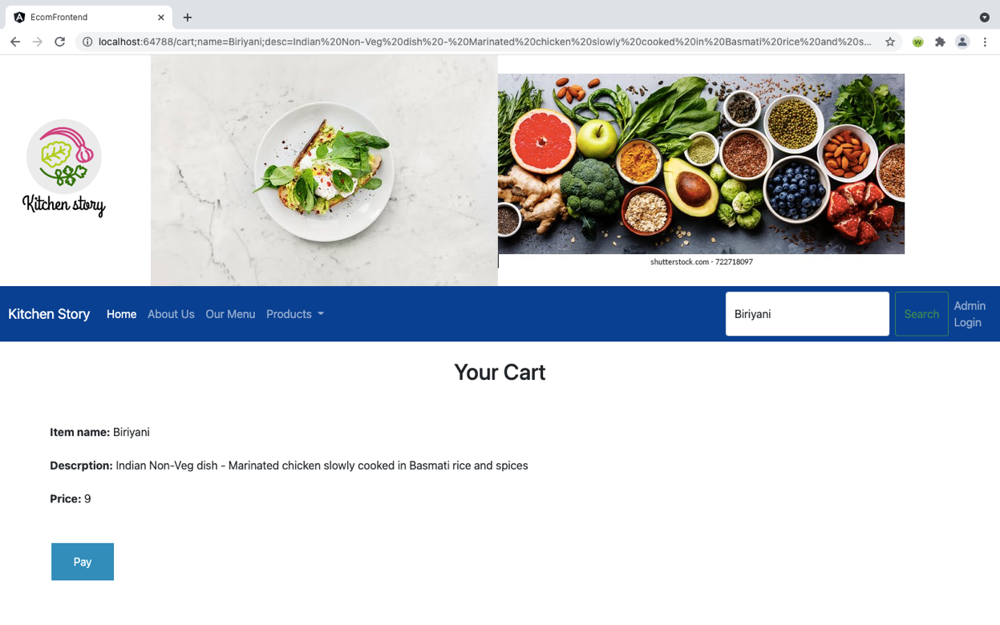 EcomFrontend
localhost:64788/cart;name=Biriyani;desc=Indian%20Non-Veg%20dish%20-%20Marinated%20chicken%20slowly%20cooked%20in%20Basmati%20rice%20and%20s...
Kitchen story
shutterstock.com · 722718097
Kitchen Story Home About Us Our Menu Products Biriyani Search Admin Login
Your Cart
Item name: Biriyani
Descrption: Indian Non-Veg dish - Marinated chicken slowly cooked in Basmati rice and spices
Price: 9
Pay